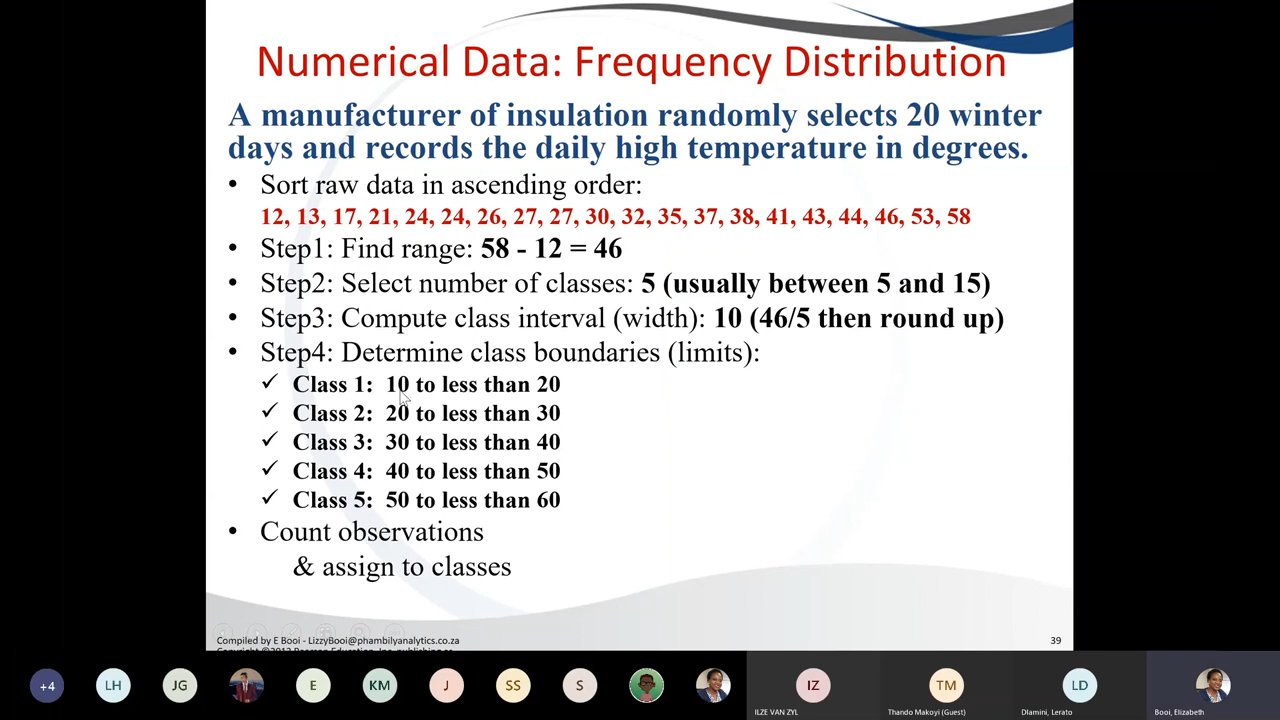 Numerical Data: Frequency Distribution
A manufacturer of insulation randomly selects 20 winter
days and records the daily high temperature in degrees.
• Sort raw data in ascending order:
12, 13, 17, 21, 24, 24, 26, 27, 27, 30, 32, 35, 37, 38, 41, 43, 44, 46, 53, 58
• Step1: Find range: 58 - 12 = 46
• Step2: Select number of classes: 5 (usually between 5 and 15)
• Step3: Compute class interval (width): 10 (46/5 then round up)
• Step4: Determine class boundaries (limits):
✓ Class 1: 10 to less than 20
✓ Class 2: 20 to less than 30
✓ Class 3: 30 to less than 40
✓ Class 4: 40 to less than 50
✓ Class 5: 50 to less than 60
• Count observations
& assign to classes
Compiled by E Booi - LizzyBooi@phambilyanalytics.co.za
39
Copyright ©2012 Pearson Education, Inc. publishing as
+4 LH JG E KM J SS S IZ TM LD
ILZE VAN ZYL Thando Makoyi (Guest) Dlamini, Lerato Booi, Elizabeth